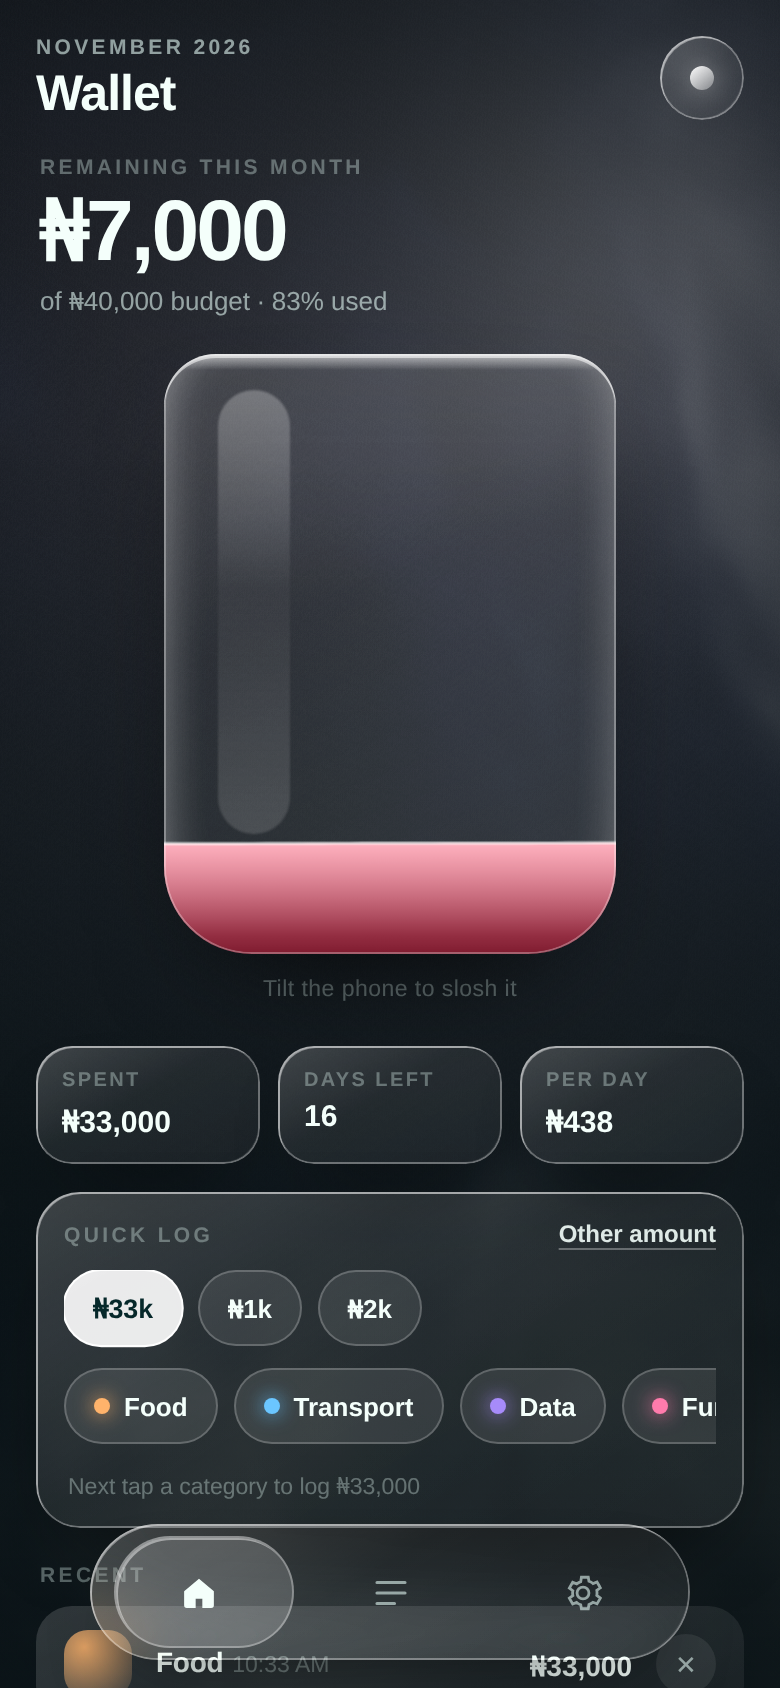 NOVEMBER 2026
Wallet
REMAINING THIS MONTH
₦7,000
of ₦40,000 budget · 83% used
Tilt the phone to slosh it
SPENT
₦33,000
DAYS LEFT
16
PER DAY
₦438
QUICK LOG
Other amount
₦33k
₦1k
₦2k
Food
Transport
Data
Next tap a category to log ₦33,000
RECENT
Food 10:33 AM
₦33,000